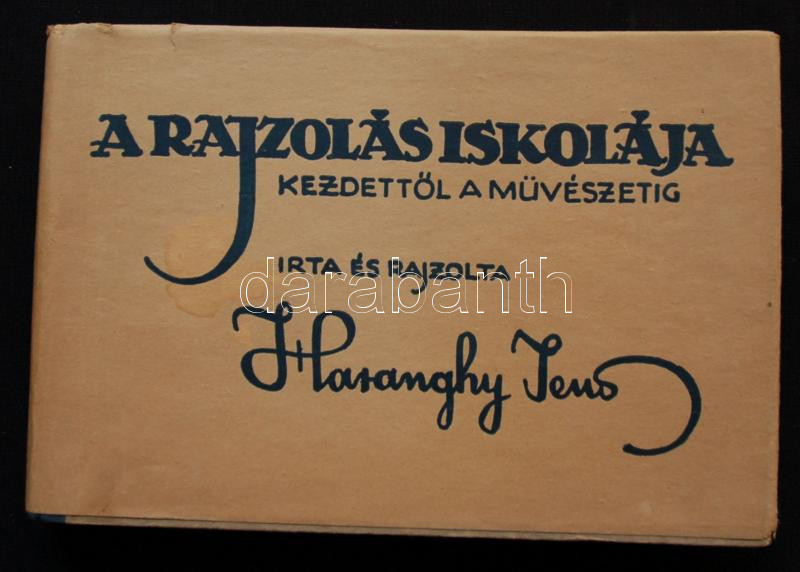 A RAJZOLÁS ISKOLÁJA
KEZDETTŐL A MŰVÉSZETIG
IRTA ÉS RAJZOLTA
darabanth
Haranghy Jenő